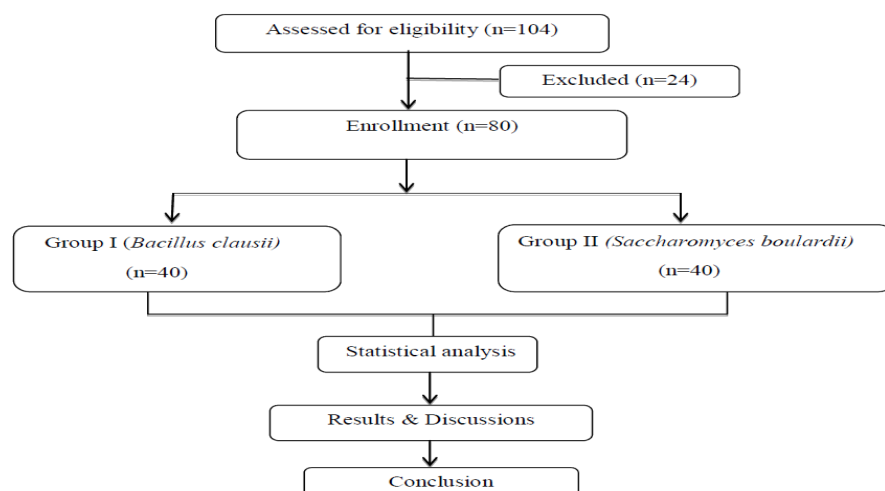 Assessed for eligibility (n=104)
Excluded (n=24)
Enrollment (n=80)
Group I (Bacillus clausii)
(n=40)
Group II (Saccharomyces boulardii)
(n=40)
Statistical analysis
Results & Discussions
Conclusion